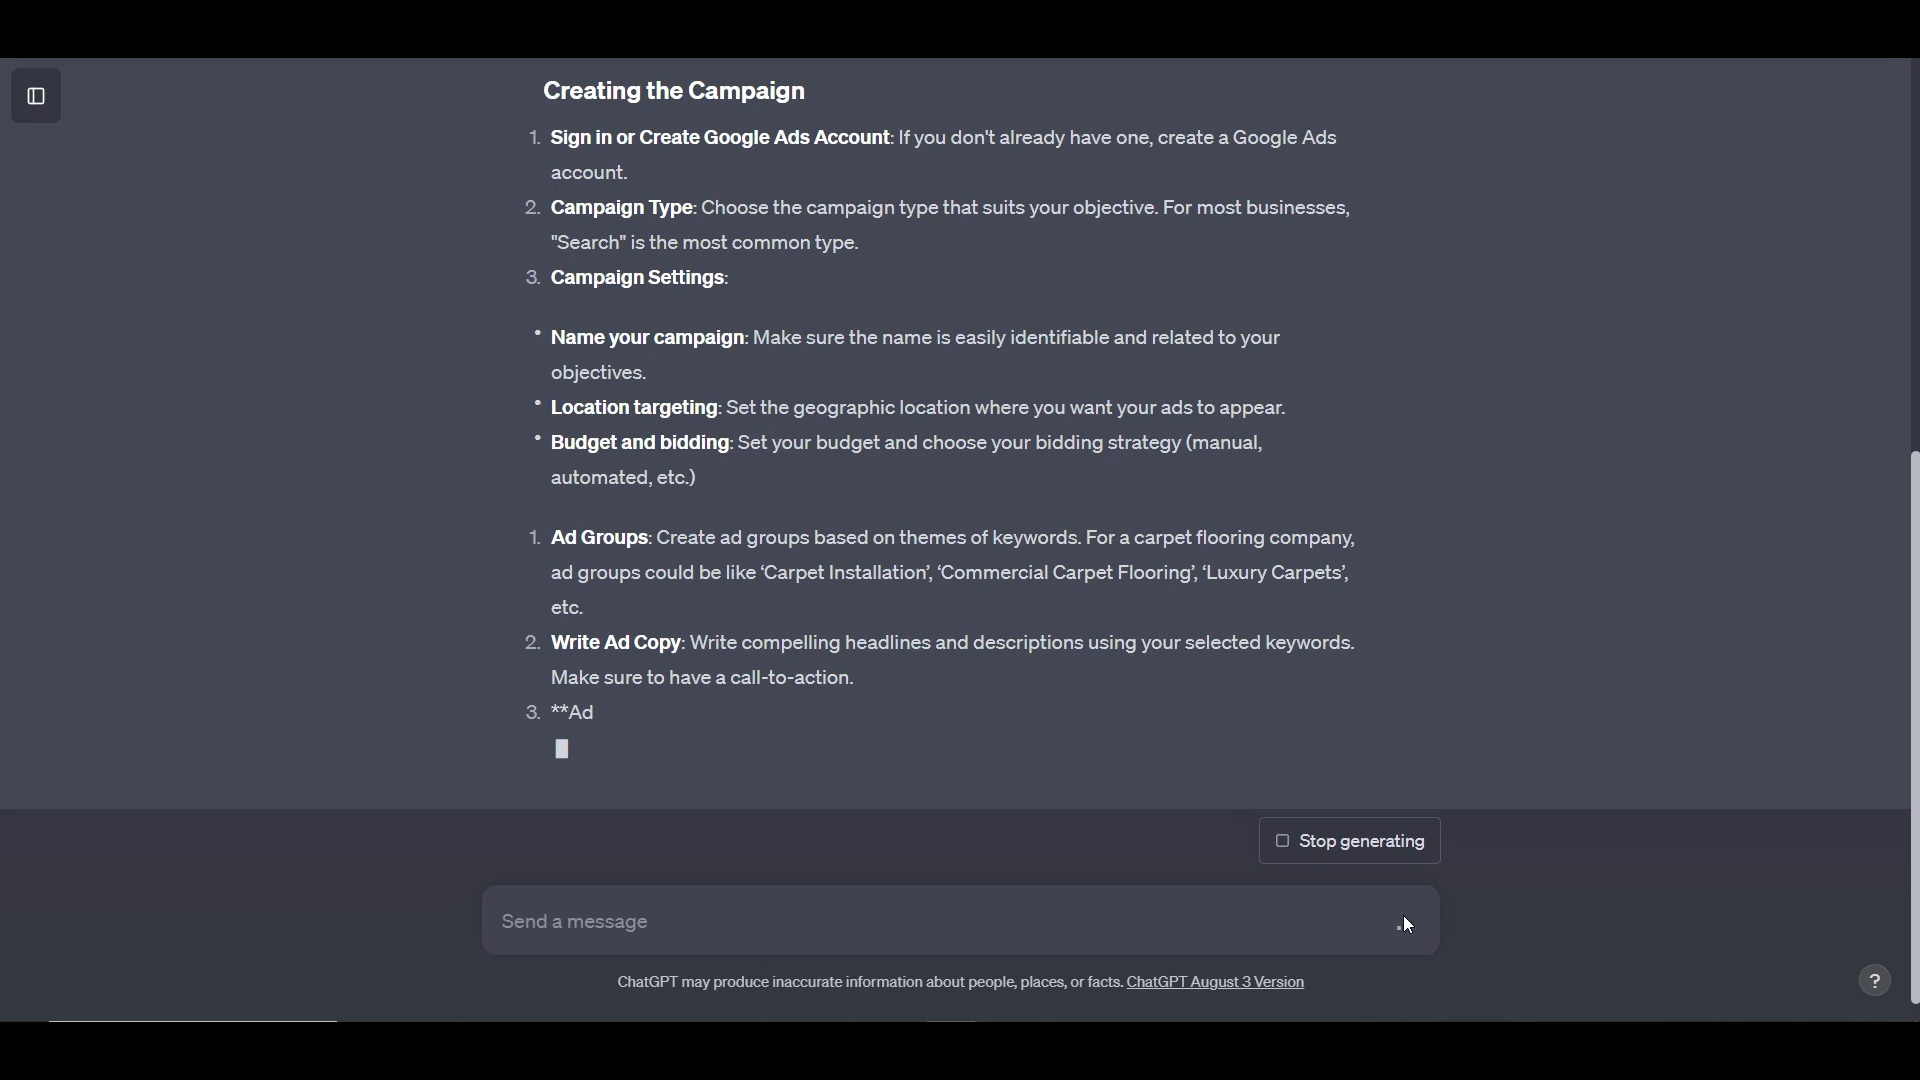 Creating the Campaign
1. Sign in or Create Google Ads Account: If you don't already have one, create a Google Ads
account.
2. Campaign Type: Choose the campaign type that suits your objective. For most businesses,
"Search" is the most common type.
3. Campaign Settings:
• Name your campaign: Make sure the name is easily identifiable and related to your
objectives.
• Location targeting: Set the geographic location where you want your ads to appear.
• Budget and bidding: Set your budget and choose your bidding strategy (manual,
automated, etc.)
1. Ad Groups: Create ad groups based on themes of keywords. For a carpet flooring company,
ad groups could be like ‘Carpet Installation’, ‘Commercial Carpet Flooring’, ‘Luxury Carpets’,
etc.
2. Write Ad Copy: Write compelling headlines and descriptions using your selected keywords.
Make sure to have a call-to-action.
3. **Ad
Stop generating
Send a message
ChatGPT may produce inaccurate information about people, places, or facts. ChatGPT August 3 Version
?